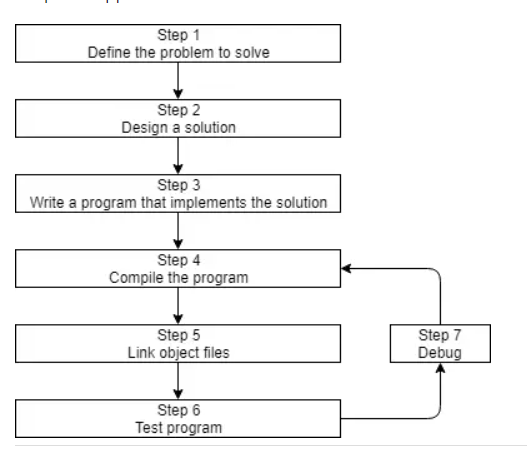 Step 1
Define the problem to solve
Step 2
Design a solution
Step 3
Write a program that implements the solution
Step 4
Compile the program
Step 5
Link object files
Step 7
Debug
Step 6
Test program